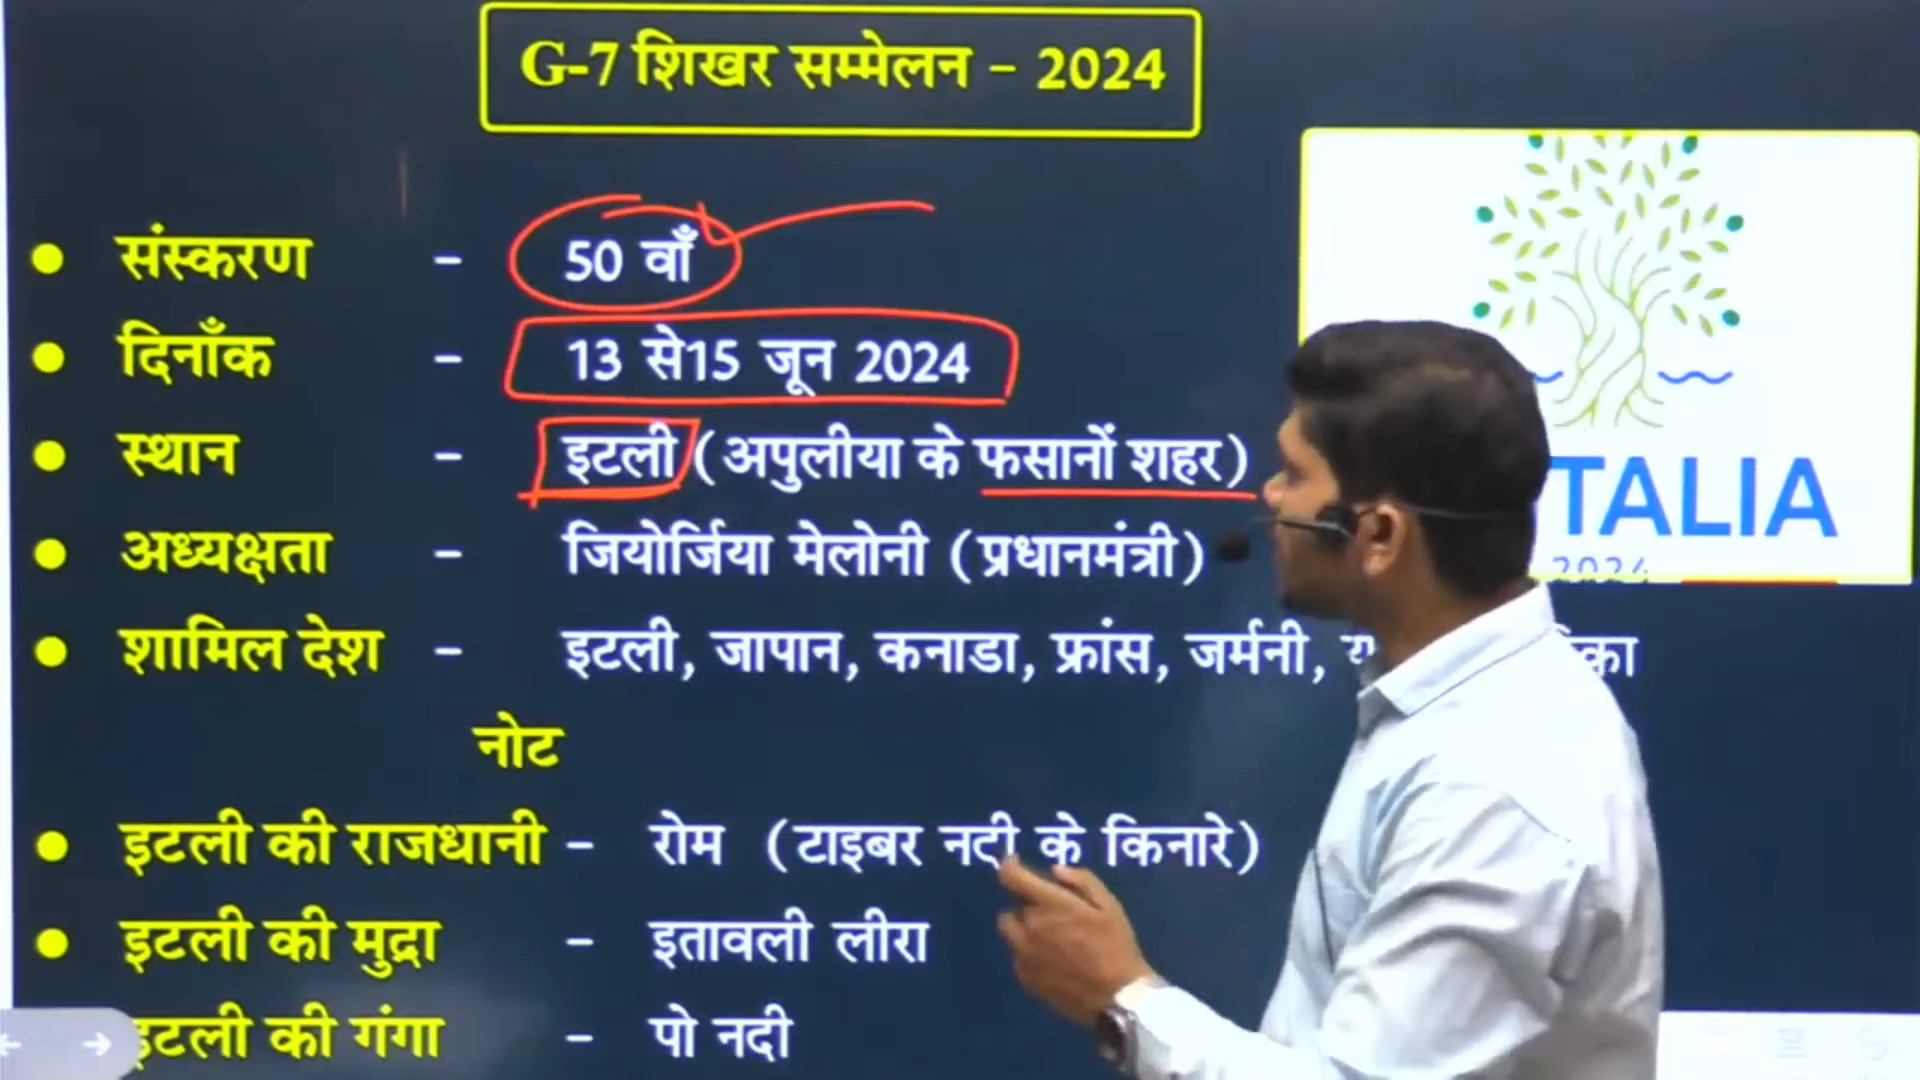 G-7 शिखर सम्मेलन – 2024
संस्करण – 50 वाँ
दिनाँक – 13 से15 जून 2024
स्थान – इटली (अपुलीया के फसानों शहर)
अध्यक्षता – जियोर्जिया मेलोनी (प्रधानमंत्री)
शामिल देश – इटली, जापान, कनाडा, फ्रांस, जर्मनी,
नोट
इटली की राजधानी – रोम (टाइबर नदी के किनारे)
इटली की मुद्रा – इतावली लीरा
इटली की गंगा – पो नदी
TALIA
2024